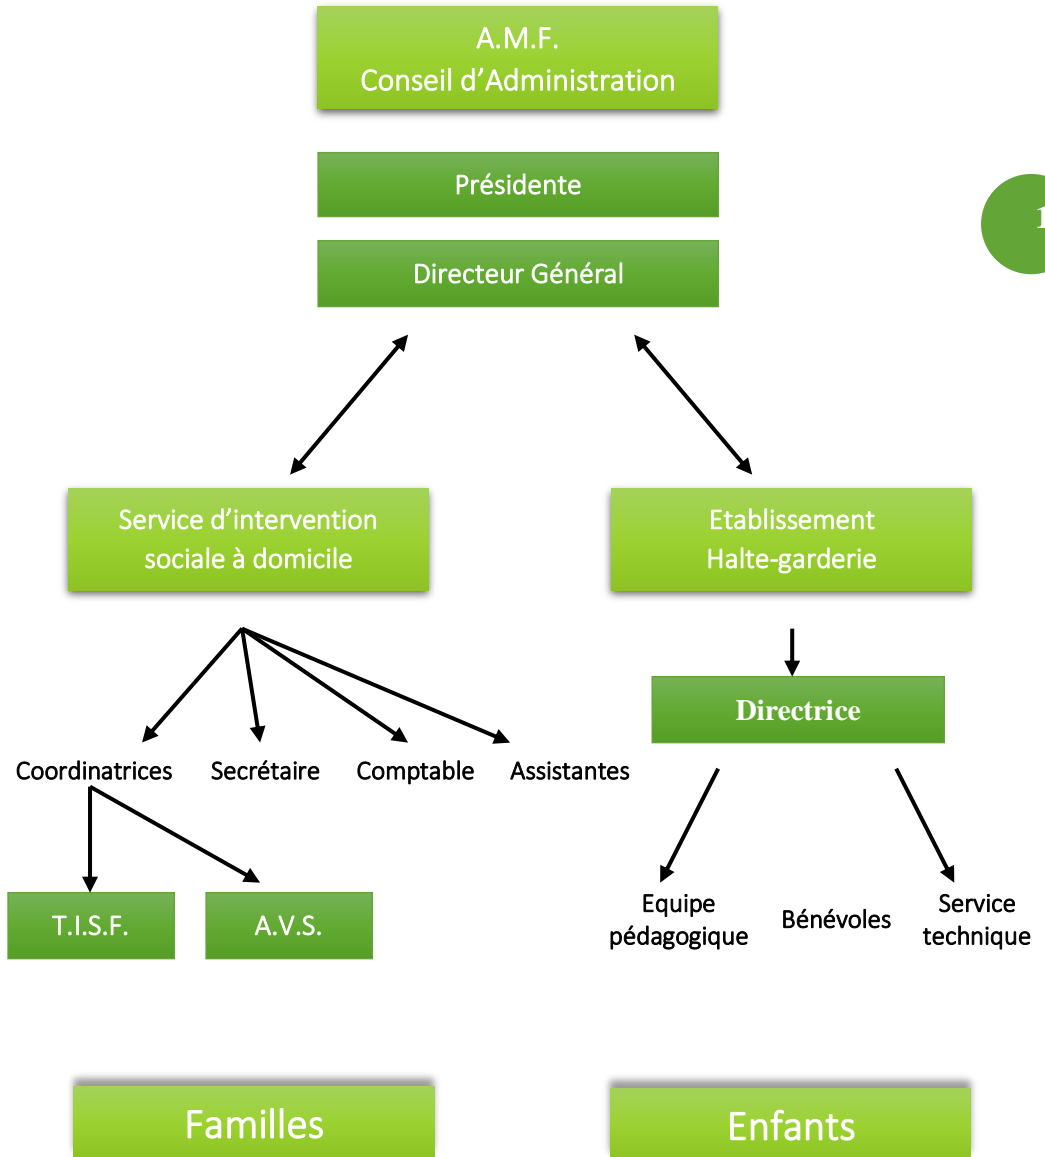 A.M.F.
Conseil d’Administration
Présidente
1
Directeur Général
Service d’intervention
sociale à domicile
Etablissement
Halte-garderie
Directrice
Coordinatrices
Secrétaire
Comptable
Assistantes
T.I.S.F.
A.V.S.
Equipe
pédagogique
Bénévoles
Service
technique
Familles
Enfants